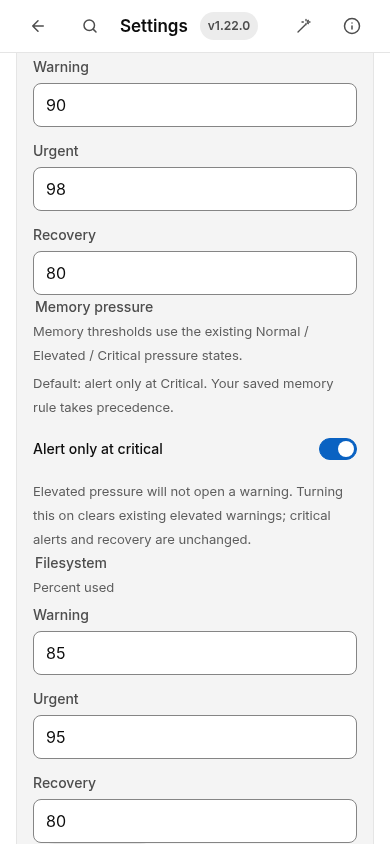 Settings v1.22.0
Warning
90
Urgent
98
Recovery
80
Memory pressure
Memory thresholds use the existing Normal /
Elevated / Critical pressure states.
Default: alert only at Critical. Your saved memory
rule takes precedence.
Alert only at critical
Elevated pressure will not open a warning. Turning
this on clears existing elevated warnings; critical
alerts and recovery are unchanged.
Filesystem
Percent used
Warning
85
Urgent
95
Recovery
80